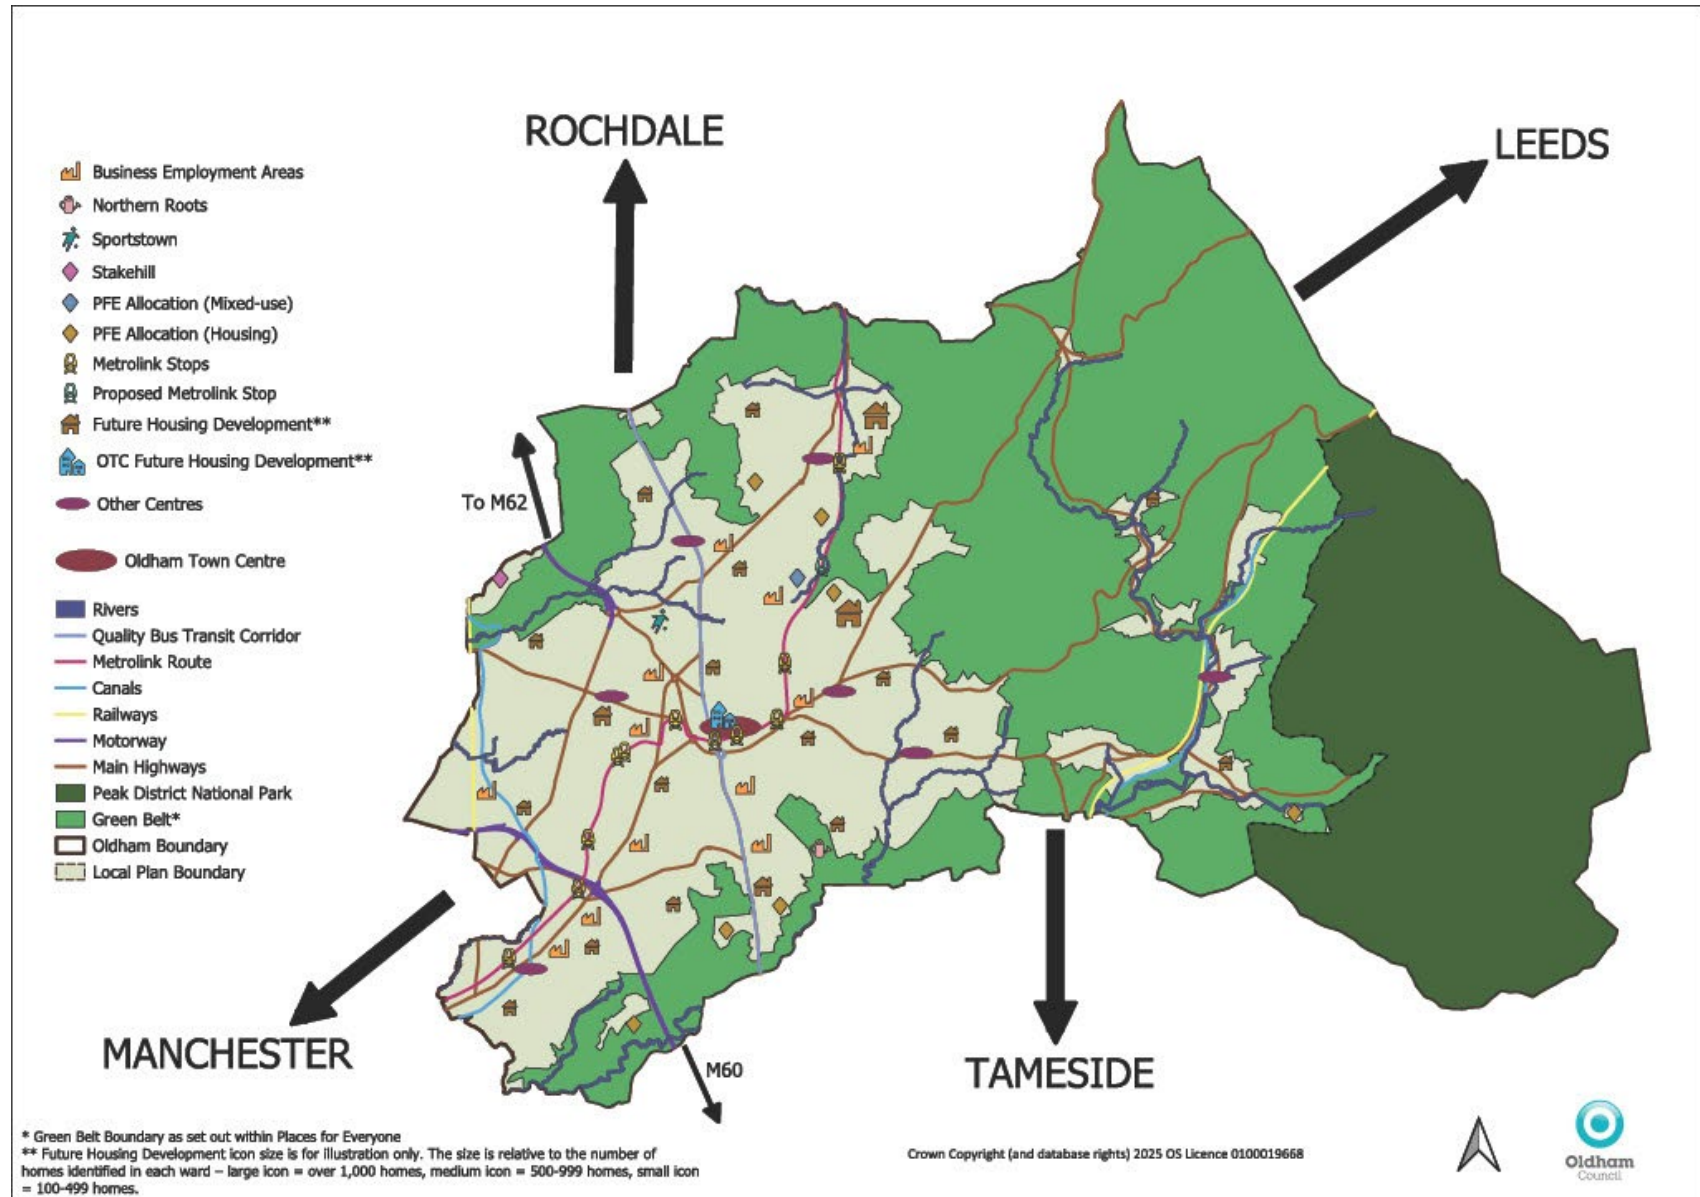 ROCHDALE
LEEDS
Business Employment Areas
Northern Roots
Sportstown
Stakehill
PFE Allocation (Mixed-use)
PFE Allocation (Housing)
Metrolink Stops
Proposed Metrolink Stop
Future Housing Development**
OTC Future Housing Development**
Other Centres
Oldham Town Centre
Rivers
Quality Bus Transit Corridor
Metrolink Route
Canals
Railways
Motorway
Main Highways
Peak District National Park
Green Belt*
Oldham Boundary
Local Plan Boundary
To M62
MANCHESTER
M60
TAMESIDE
* Green Belt Boundary as set out within Places for Everyone
** Future Housing Development icon size is for illustration only. The size is relative to the number of
homes identified in each ward – large icon = over 1,000 homes, medium icon = 500-999 homes, small icon
= 100-499 homes.
Crown Copyright (and database rights) 2025 OS Licence 0100019668
Oldham
Council